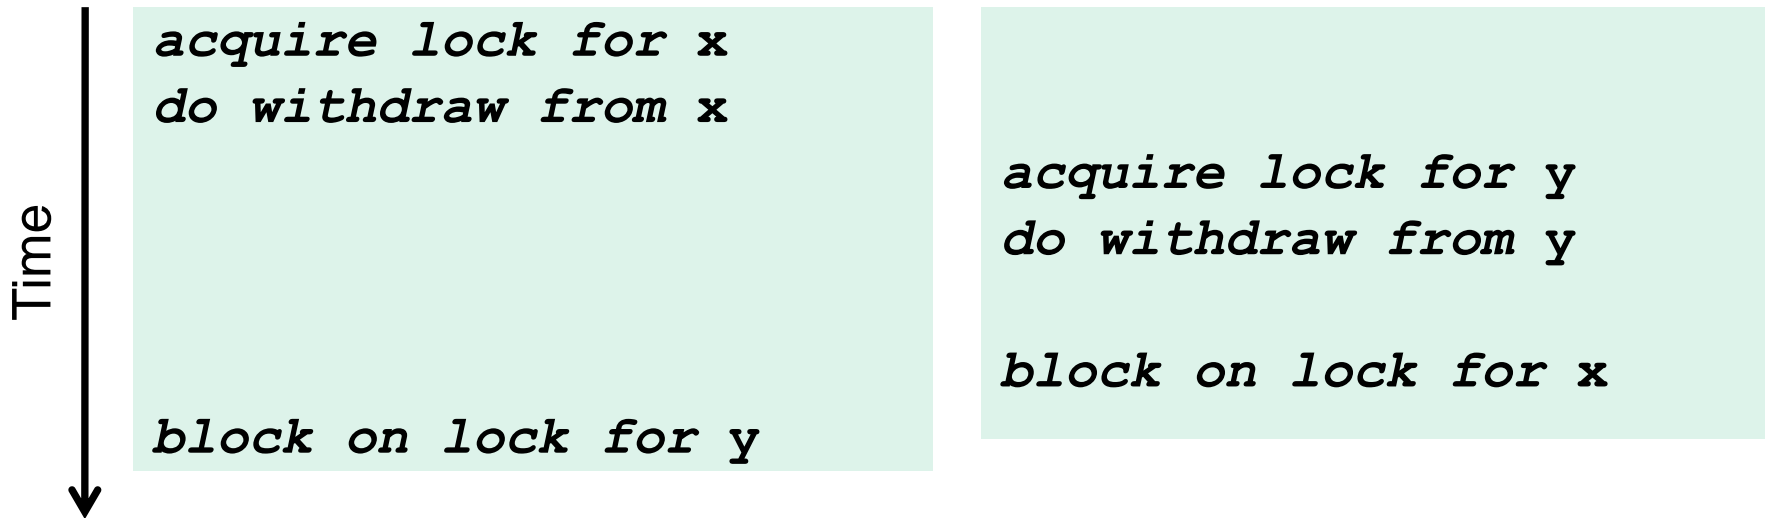 Time
acquire lock for x
do withdraw from x
block on lock for y
acquire lock for y
do withdraw from y
block on lock for x